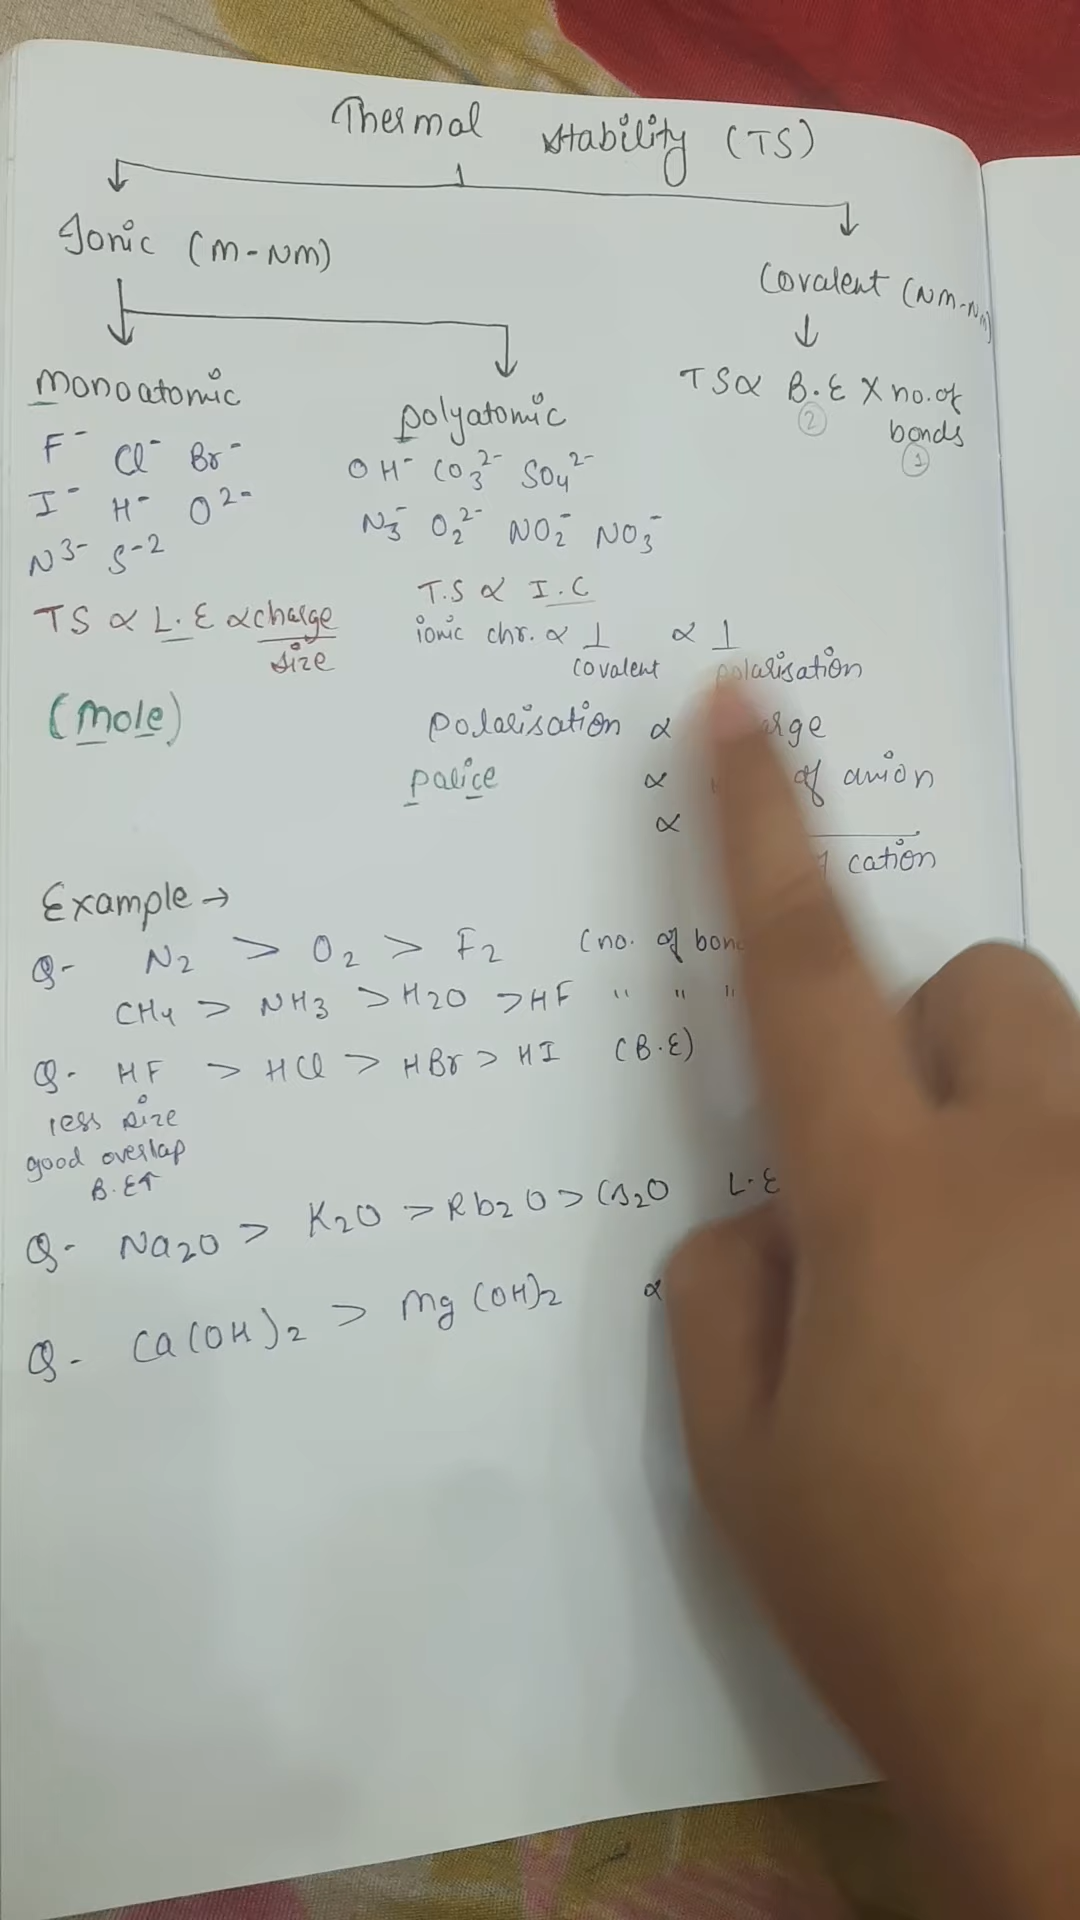 Thermal stability (TS)
Ionic (M-NM)
Covalent (NM-NM)
Monoatomic
F⁻ Cl⁻ Br⁻
I⁻ H⁻ O²⁻
N³⁻ S⁻²
TS ∝ L.E ∝ charge
size
(Mole)
polyatomic
OH⁻ CO₃²⁻ SO₄²⁻
N₃⁻ O₂²⁻ NO₂⁻ NO₃⁻
T.S ∝ I.C
ionic chr. ∝ 1 ∝ 1
covalent polarisation
polarisation ∝
palice ∝ of anion
∝
cation
TS ∝ B.E X no. of
② bonds
①
Example →
Q- N₂ > O₂ > F₂ (no. of
CH₄ > NH₃ > H₂O > HF " " "
Q- HF > HCl > HBr > HI (B.E)
less size
good overlap
B.E↑
Q- Na₂O > K₂O > Rb₂O > Cs₂O L.E
Q- Ca(OH)₂ > Mg(OH)₂ ∝